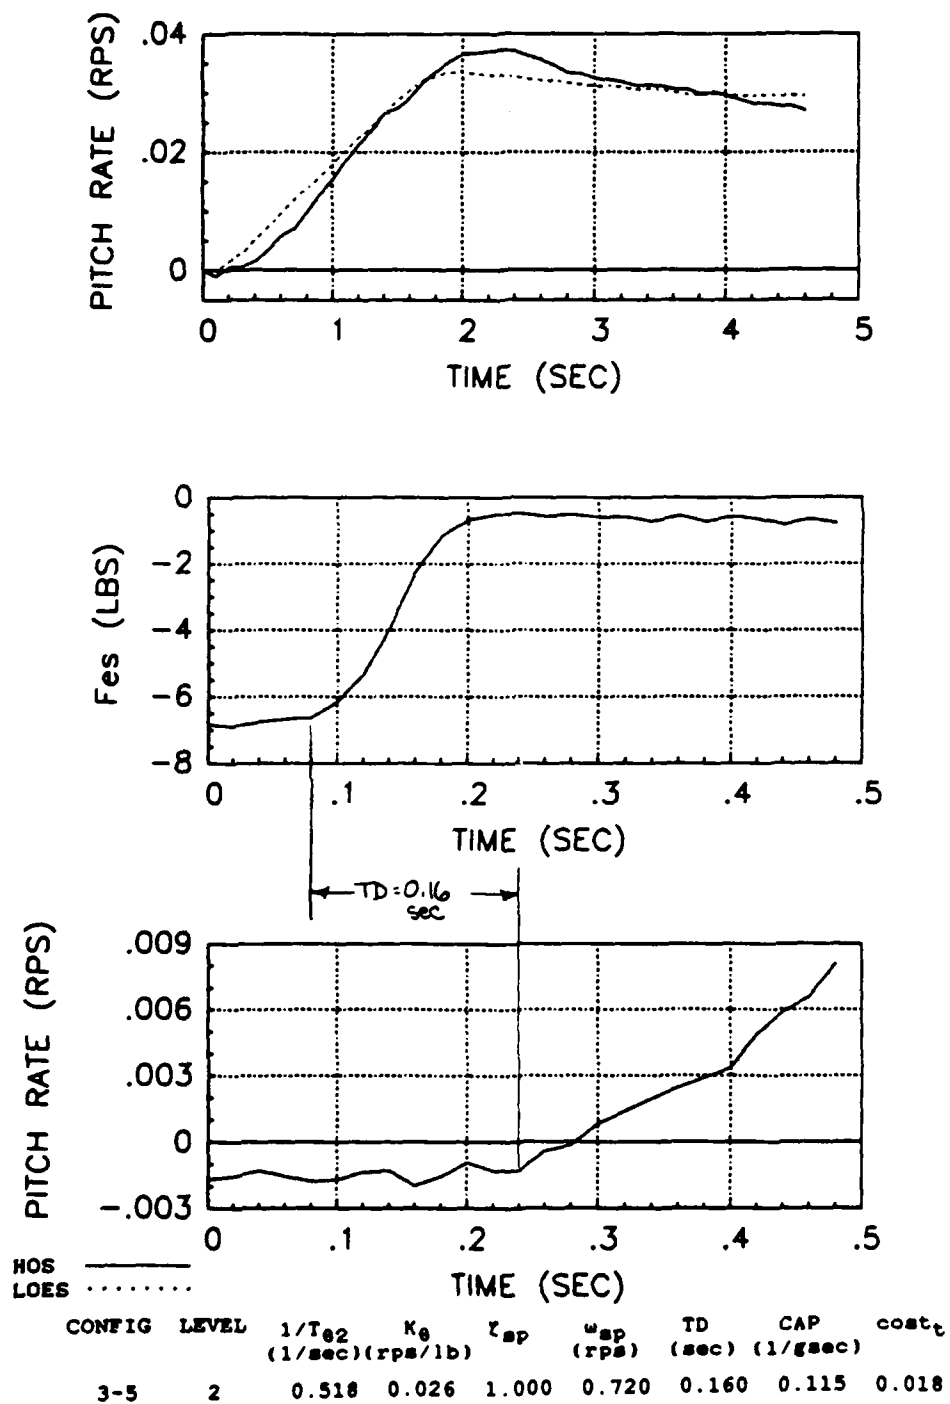 .04
.02
0
PITCH RATE (RPS)
0 1 2 3 4 5
TIME (SEC)
0
-2
-4
-6
-8
Fes (LBS)
0 .1 .2 .3 .4 .5
TIME (SEC)
TD=0.16
sec
.009
.006
.003
0
-.003
PITCH RATE (RPS)
0 .1 .2 .3 .4 .5
TIME (SEC)
HOS
LOES
CONFIG LEVEL 1/Tθ2 Kθ ζsp ωsp TD CAP costt
(1/sec) (rps/lb) (rps) (sec) (1/gsec)
3-5 2 0.518 0.026 1.000 0.720 0.160 0.115 0.018